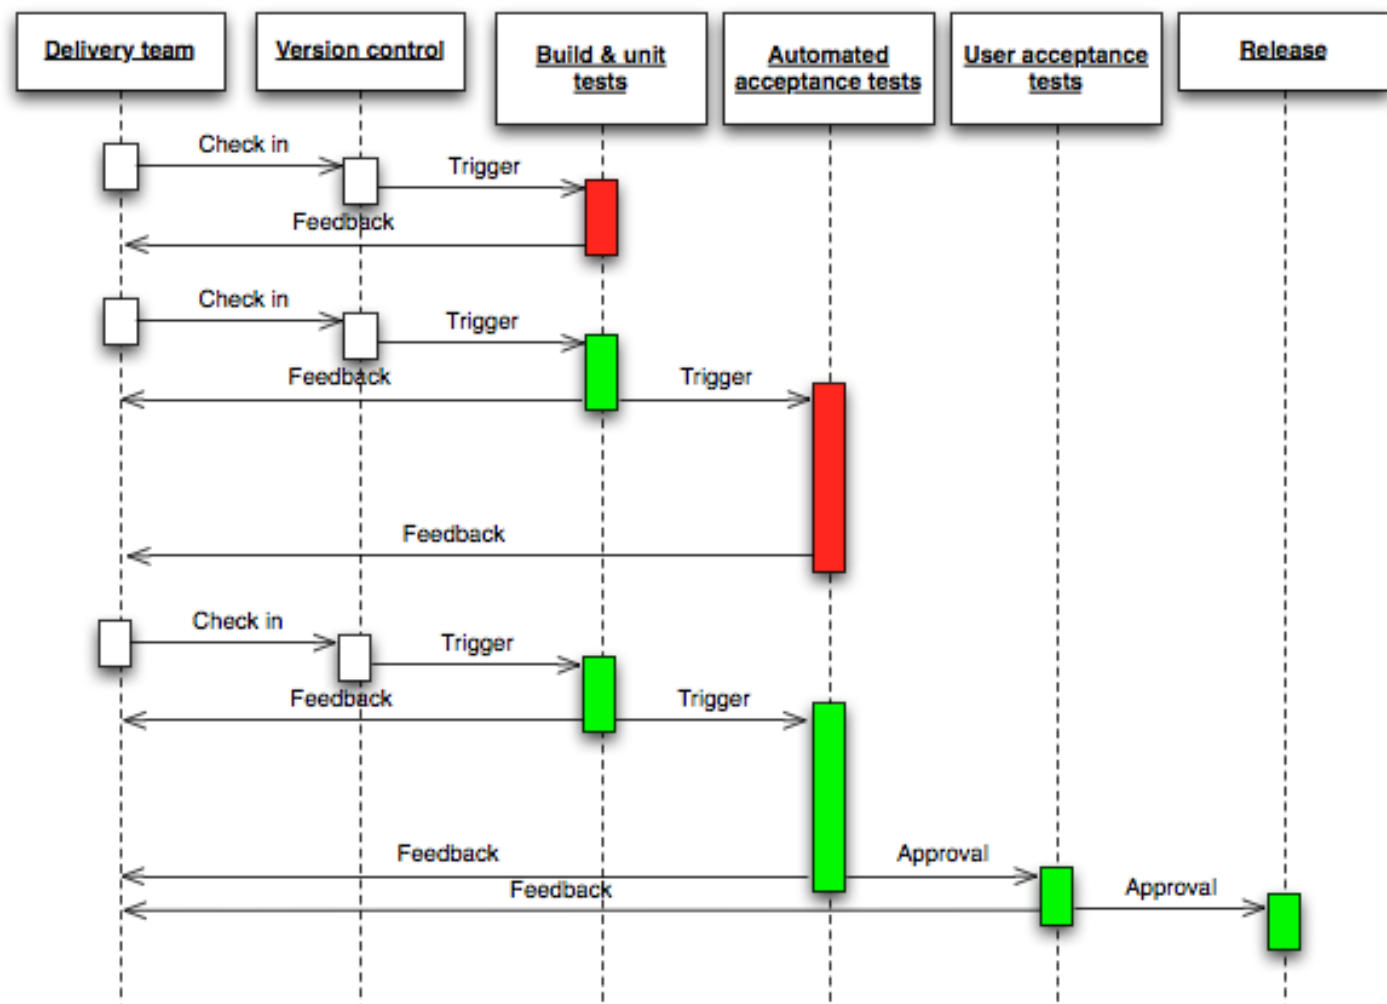 Delivery team
Version control
Build & unit
tests
Automated
acceptance tests
User acceptance
tests
Release
Check in
Trigger
Feedback
Check in
Trigger
Feedback
Trigger
Feedback
Check in
Trigger
Feedback
Trigger
Feedback
Approval
Feedback
Approval